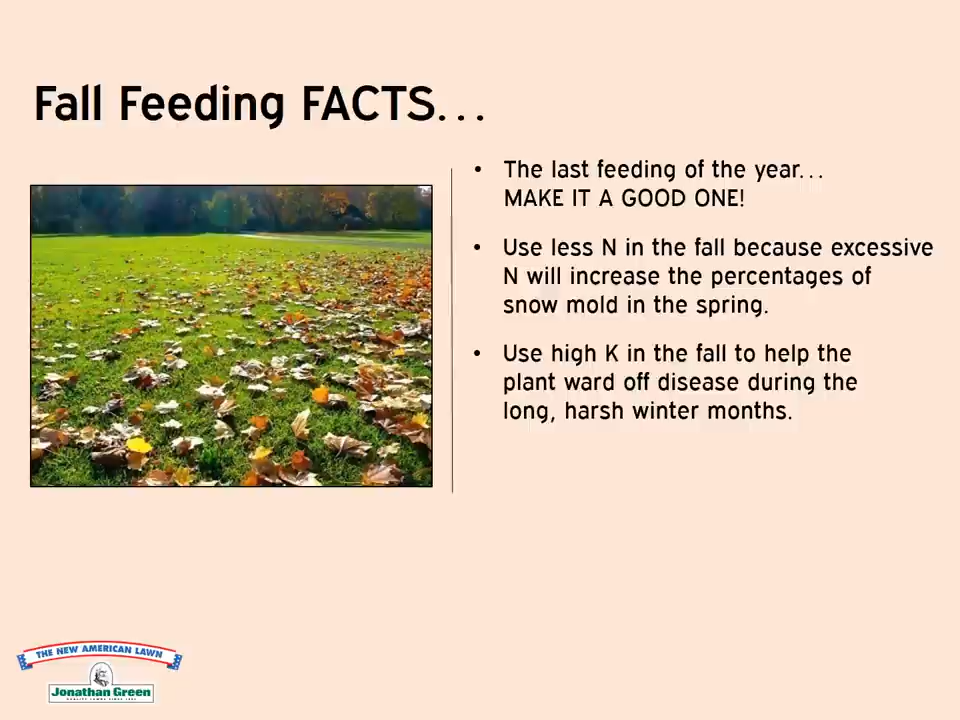 Fall Feeding FACTS...
• The last feeding of the year...
MAKE IT A GOOD ONE!
• Use less N in the fall because excessive
N will increase the percentages of
snow mold in the spring.
• Use high K in the fall to help the
plant ward off disease during the
long, harsh winter months.
THE NEW AMERICAN LAWN
Jonathan Green